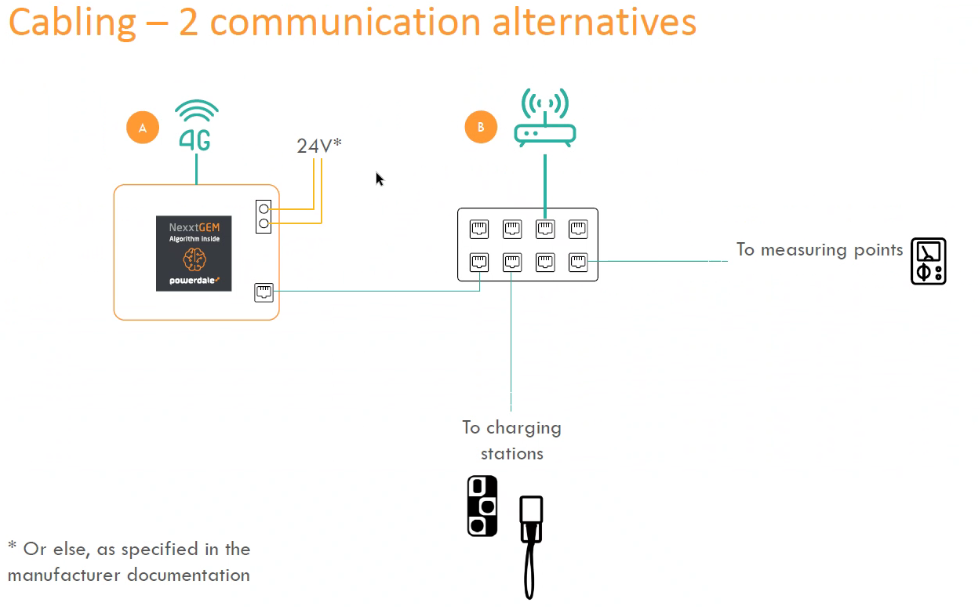 Cabling – 2 communication alternatives
A
4G
24V*
B
NexxtGEM
Algorithm Inside
powerdale
To measuring points
To charging
stations
* Or else, as specified in the
manufacturer documentation